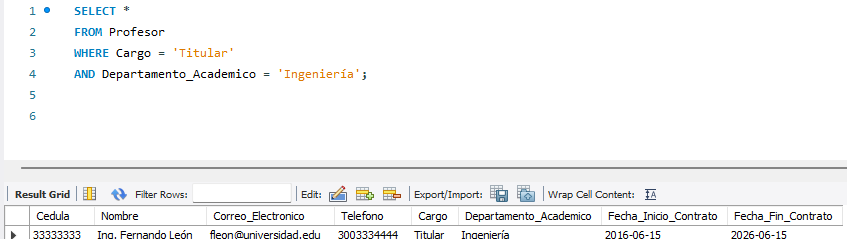 1 SELECT *
2 FROM Profesor
3 WHERE Cargo = 'Titular'
4 AND Departamento_Academico = 'Ingeniería';
5
6
Result Grid Filter Rows: Edit: Export/Import: Wrap Cell Content: IA
Cedula Nombre Correo_Electronico Telefono Cargo Departamento_Academico Fecha_Inicio_Contrato Fecha_Fin_Contrato
33333333 Ing. Fernando León fleon@universidad.edu 3003334444 Titular Ingeniería 2016-06-15 2026-06-15